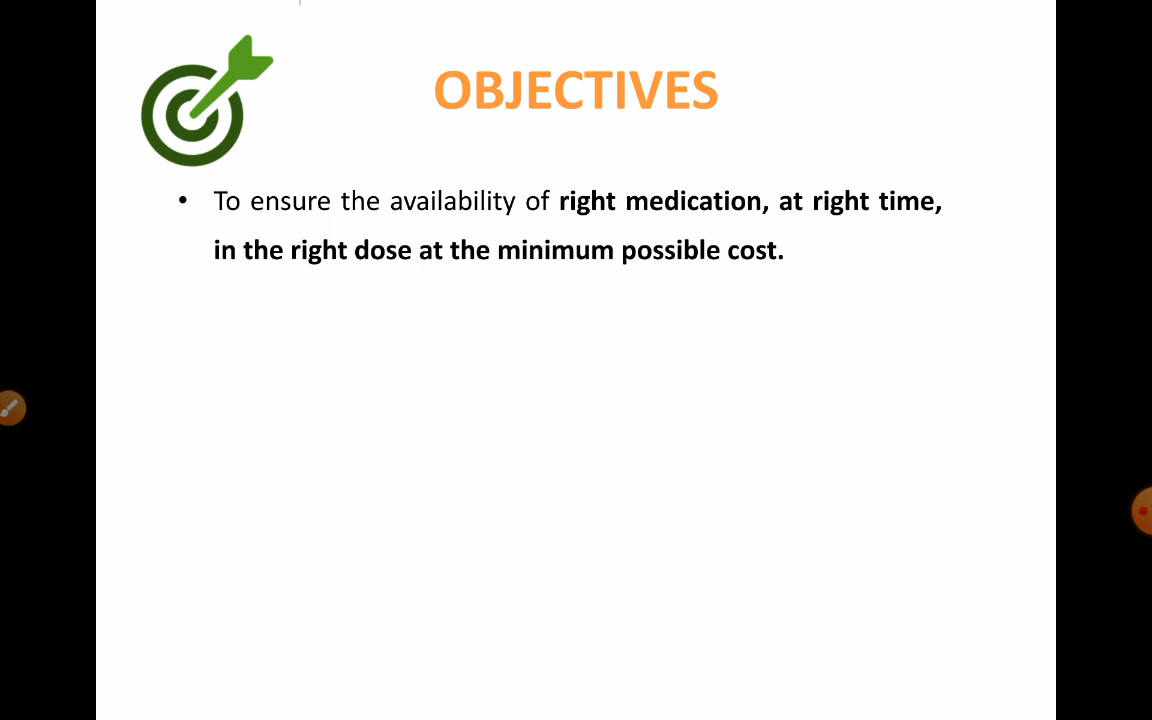 OBJECTIVES
• To ensure the availability of right medication, at right time,
in the right dose at the minimum possible cost.